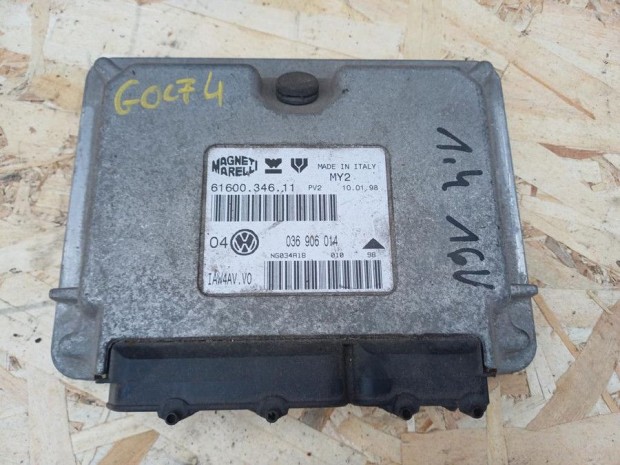 GOLF 4
MAGNETI MARELLI
MADE IN ITALY
MY2
61600.346.11 PV2 10.01.98
04 036 906 014
NG034A18 010 98
IAW4AV.V0
1.4 16V